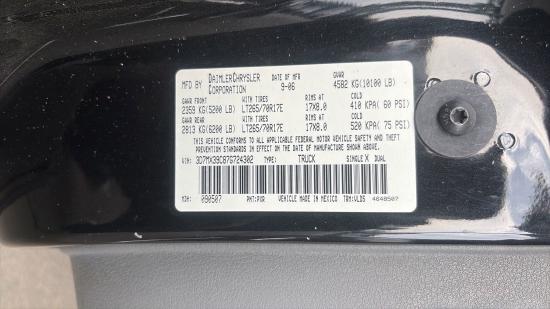 MFD BY DAIMLERCHRYSLER CORPORATION DATE OF MFR 9-06 GVWR 4582 KG(10100 LB)
GAWR FRONT WITH TIRES RIMS AT COLD
2359 KG(5200 LB) LT265/70R17E 17X8.0 410 KPA( 60 PSI)
GAWR REAR WITH TIRES RIMS AT COLD
2813 KG(6200 LB) LT265/70R17E 17X8.0 520 KPA( 75 PSI)
THIS VEHICLE CONFORMS TO ALL APPLICABLE FEDERAL MOTOR VEHICLE SAFETY AND THEFT
PREVENTION STANDARDS IN EFFECT ON THE DATE OF MANUFACTURE SHOWN ABOVE.
VIN: 3D7MX39C87G724302 TYPE: TRUCK SINGLE X DUAL
MDH: 090507 PNT:PXR VEHICLE MADE IN MEXICO TRM:VLDS 4648507